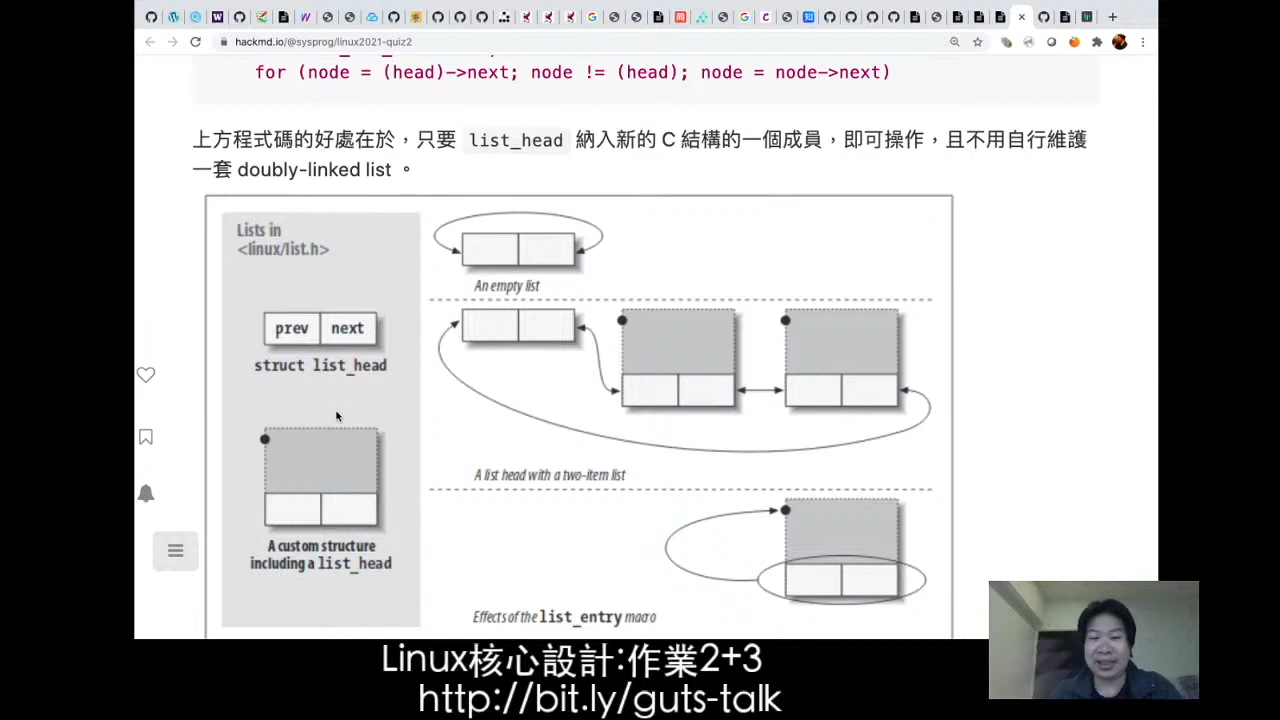 hackmd.io/@sysprog/linux2021-quiz2
for (node = (head)->next; node != (head); node = node->next)
上方程式碼的好處在於，只要 list_head 納入新的 C 結構的一個成員，即可操作，且不用自行維護
一套 doubly-linked list 。
Lists in
<linux/list.h>
prev next
struct list_head
A custom structure
including a list_head
An empty list
A list head with a two-item list
Effects of the list_entry macro
Linux核心設計:作業2+3
http://bit.ly/guts-talk